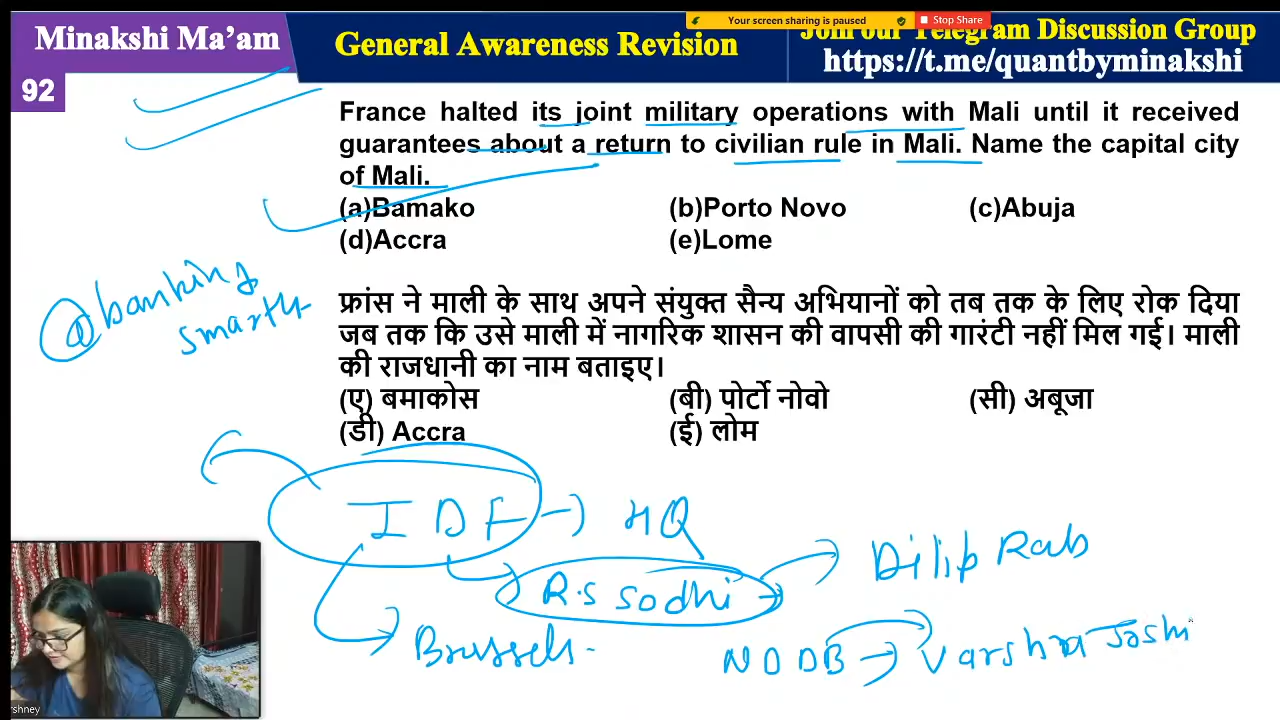 Minakshi Ma'am
General Awareness Revision
Your screen sharing is paused
Stop Share
Join our Telegram Discussion Group
https://t.me/quantbyminakshi
92
France halted its joint military operations with Mali until it received
guarantees about a return to civilian rule in Mali. Name the capital city
of Mali.
(a)Bamako (b)Porto Novo (c)Abuja
(d)Accra (e)Lome
@banking
smartly
फ्रांस ने माली के साथ अपने संयुक्त सैन्य अभियानों को तब तक के लिए रोक दिया
जब तक कि उसे माली में नागरिक शासन की वापसी की गारंटी नहीं मिल गई। माली
की राजधानी का नाम बताइए।
(ए) बमाकोस (बी) पोर्टो नोवो (सी) अबूजा
(डी) Accra (ई) लोम
IDF → HQ
R.S Sodhi → Dilip Rab
Brussels.
NDDB → Varsha Joshi
rshney